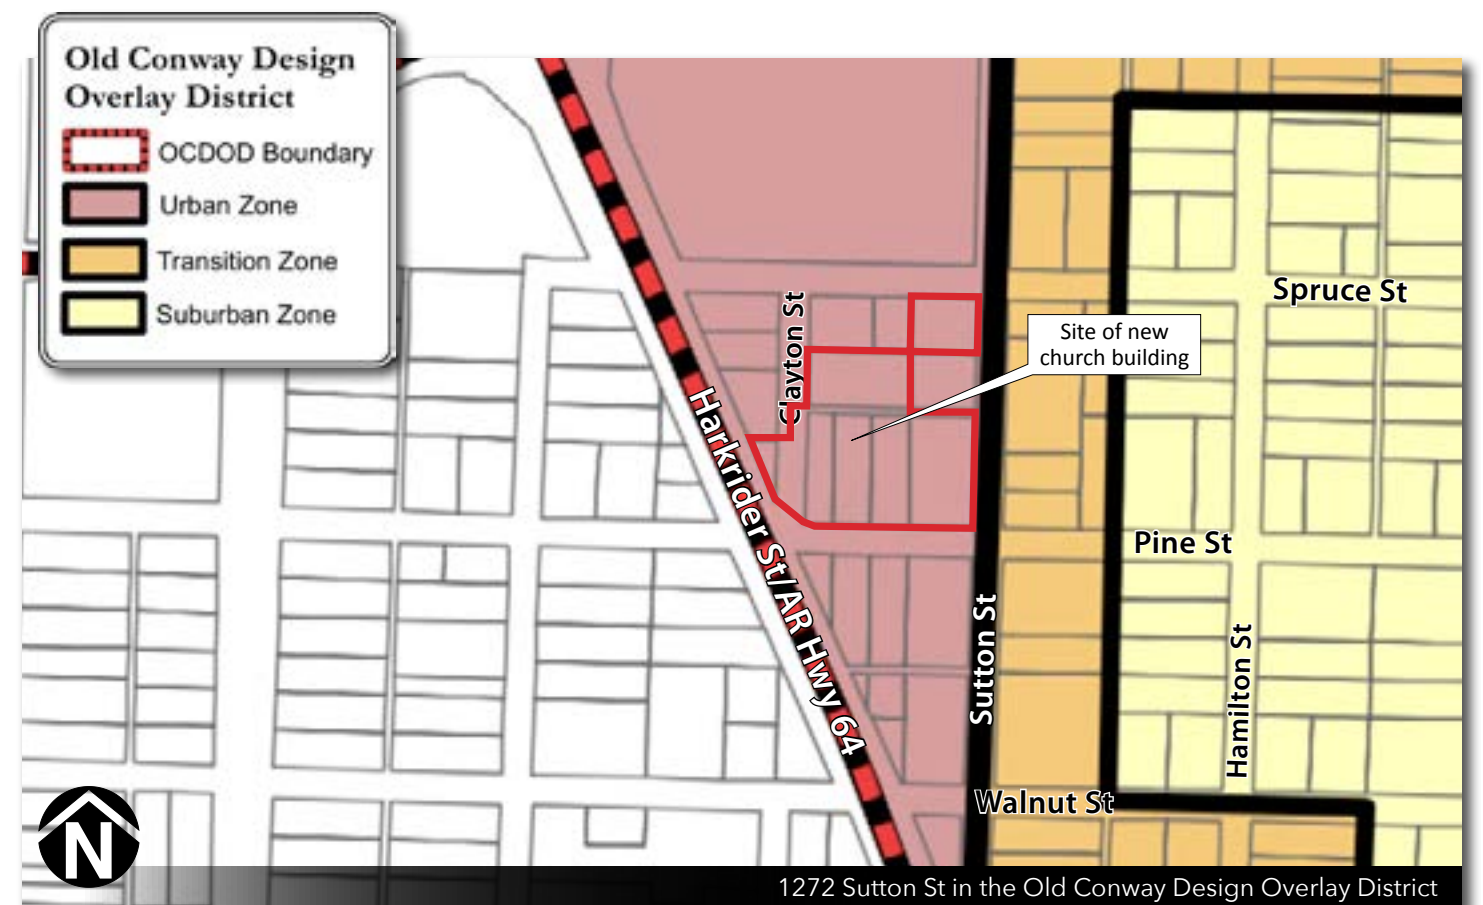 Old Conway Design
Overlay District
OCDOD Boundary
Urban Zone
Transition Zone
Suburban Zone
Spruce St
Clayton St
Site of new
church building
Harkrider St/AR Hwy 64
Pine St
Sutton St
Hamilton St
Walnut St
N
1272 Sutton St in the Old Conway Design Overlay District